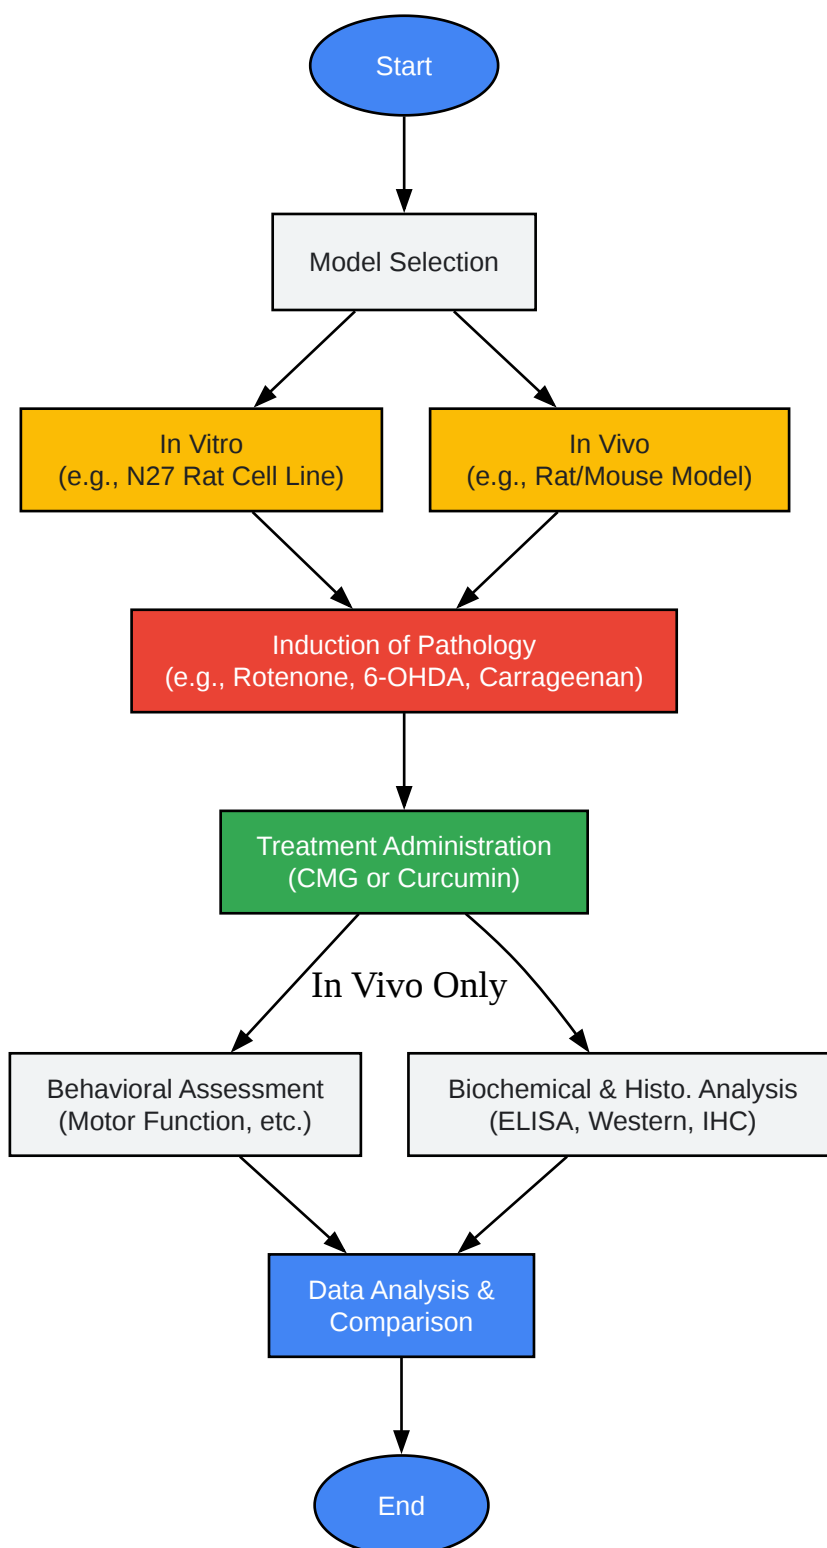 Start
Model Selection
In Vitro
(e.g., N27 Rat Cell Line)
In Vivo
(e.g., Rat/Mouse Model)
Induction of Pathology
(e.g., Rotenone, 6-OHDA, Carrageenan)
Treatment Administration
(CMG or Curcumin)
In Vivo Only
Behavioral Assessment
(Motor Function, etc.)
Biochemical & Histo. Analysis
(ELISA, Western, IHC)
Data Analysis &
Comparison
End